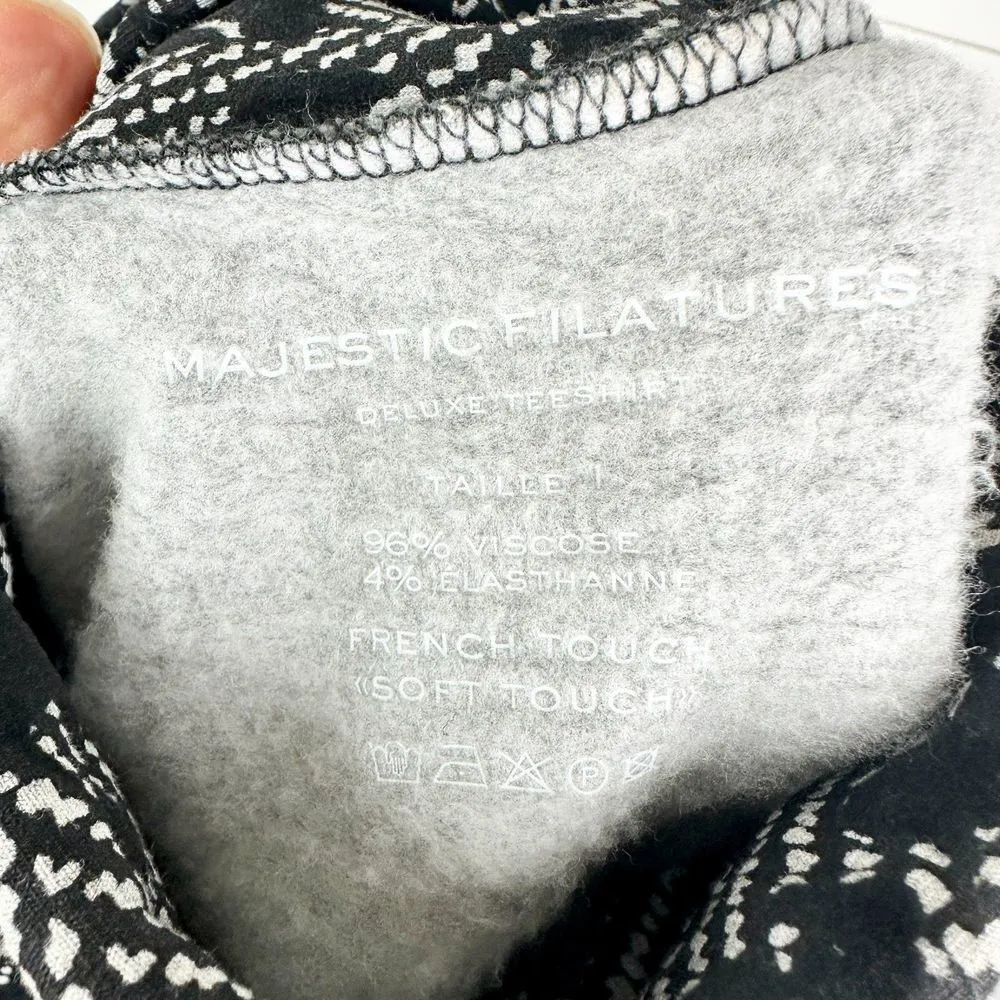 MAJESTIC FILATURES
DELUXE TEESHIRT
TAILLE 1
96% VISCOSE
4% ELASTHANNE
FRENCH TOUCH
«SOFT TOUCH»
P